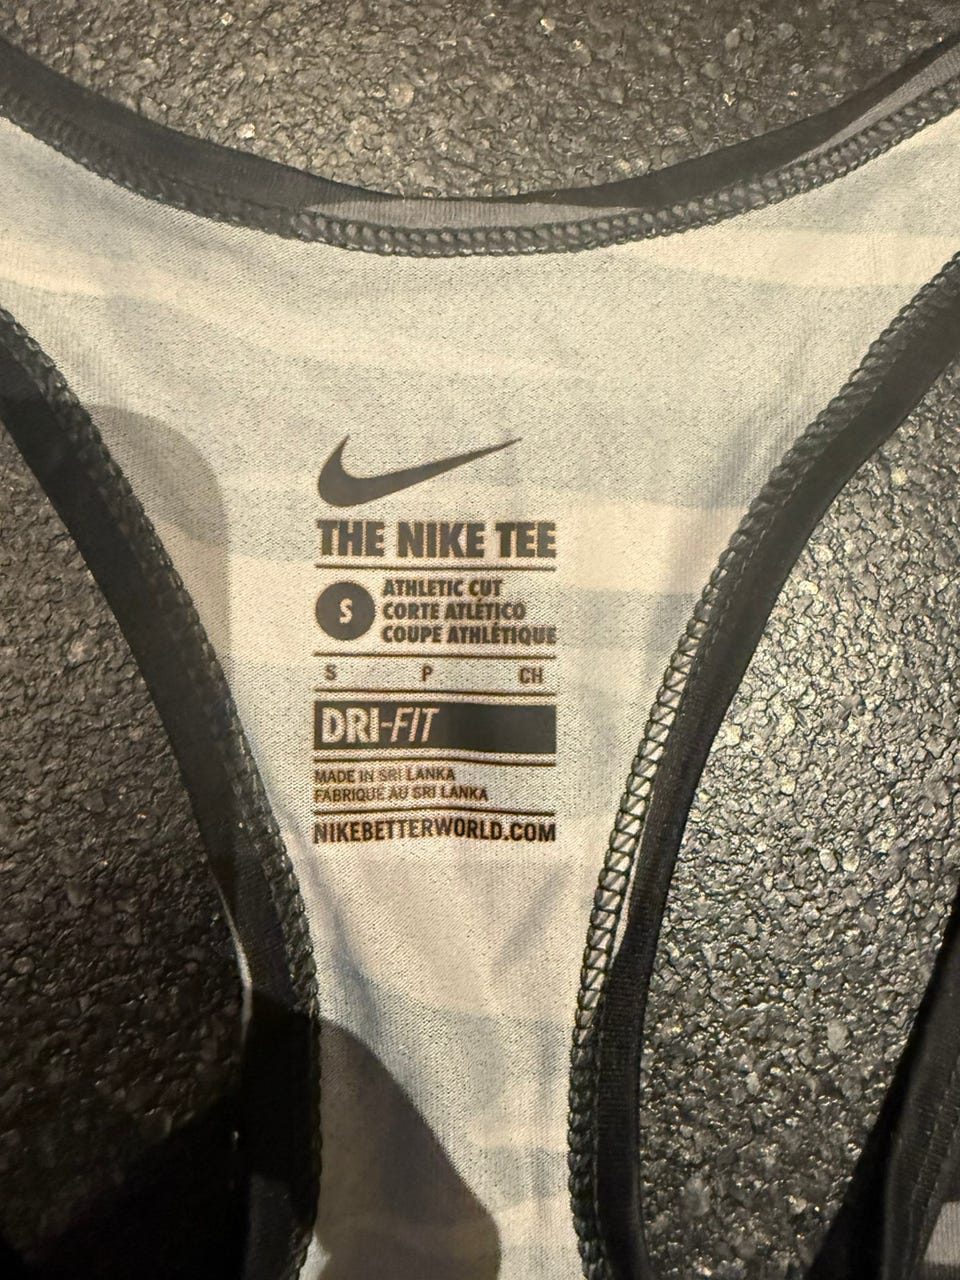 THE NIKE TEE
S
ATHLETIC CUT
CORTE ATLÉTICO
COUPE ATHLÉTIQUE
S P CH
DRI-FIT
MADE IN SRI LANKA
FABRIQUÉ AU SRI LANKA
NIKEBETTERWORLD.COM